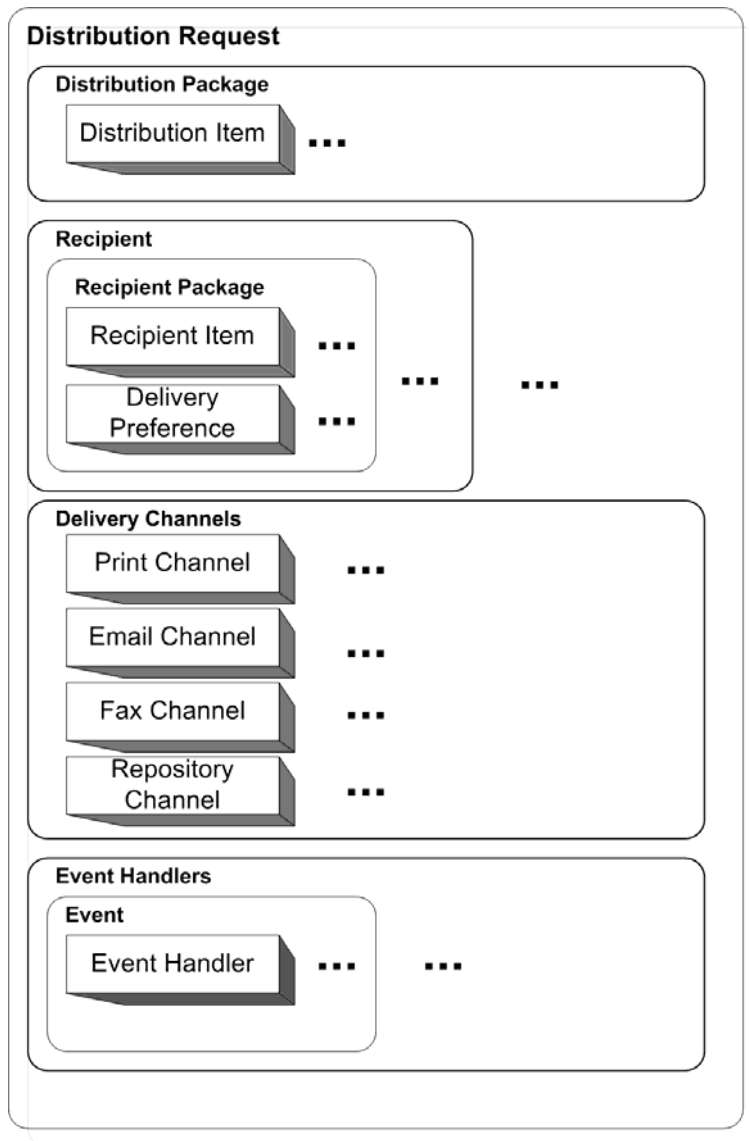 Distribution Request
Distribution Package
Distribution Item
...
Recipient
Recipient Package
Recipient Item
...
...
...
Delivery
Preference
...
Delivery Channels
Print Channel
...
Email Channel
...
Fax Channel
...
Repository
Channel
...
Event Handlers
Event
Event Handler
...
...